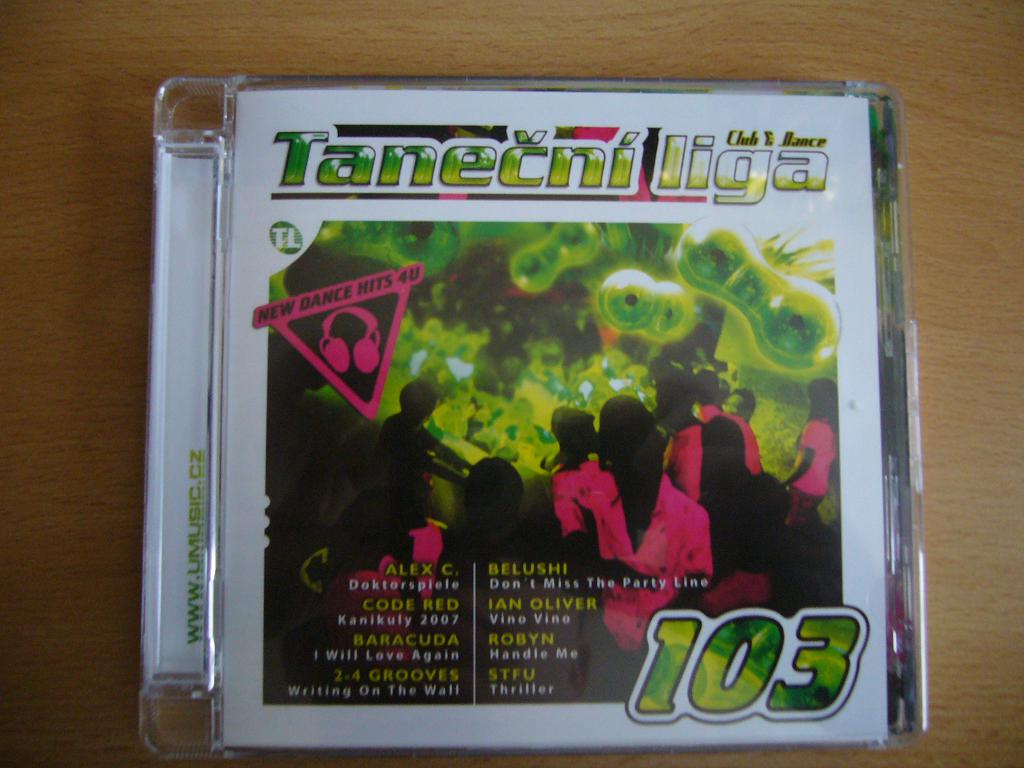 Taneční liga
Club & Dance
TL
NEW DANCE HITS 4U
WWW.UMUSIC.CZ
ALEX C.
Doktorspiele
CODE RED
Kanikuly 2007
BARACUDA
I Will Love Again
2-4 GROOVES
Writing On The Wall
BELUSHI
Don´t Miss The Party Line
IAN OLIVER
Vino Vino
ROBYN
Handle Me
STFU
Thriller
103